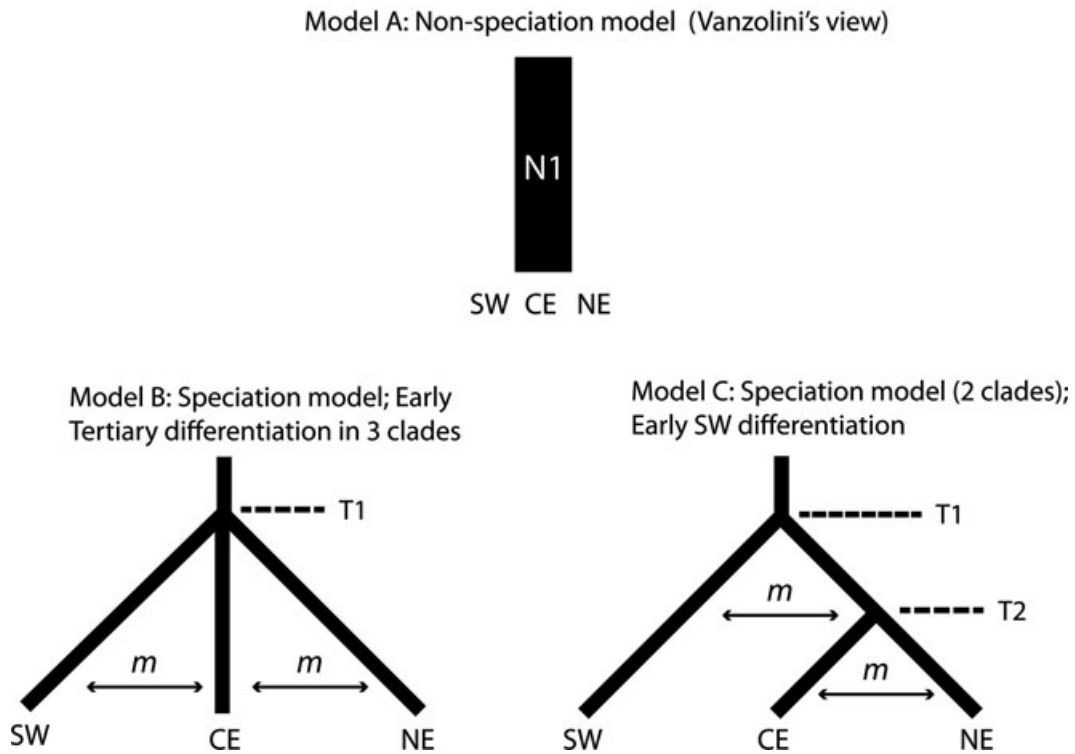 Model A: Non-speciation model (Vanzolini's view)
N1
SW CE NE
Model B: Speciation model; Early
Tertiary differentiation in 3 clades
T1
m
m
SW
CE
NE
Model C: Speciation model (2 clades);
Early SW differentiation
T1
m
T2
m
SW
CE
NE